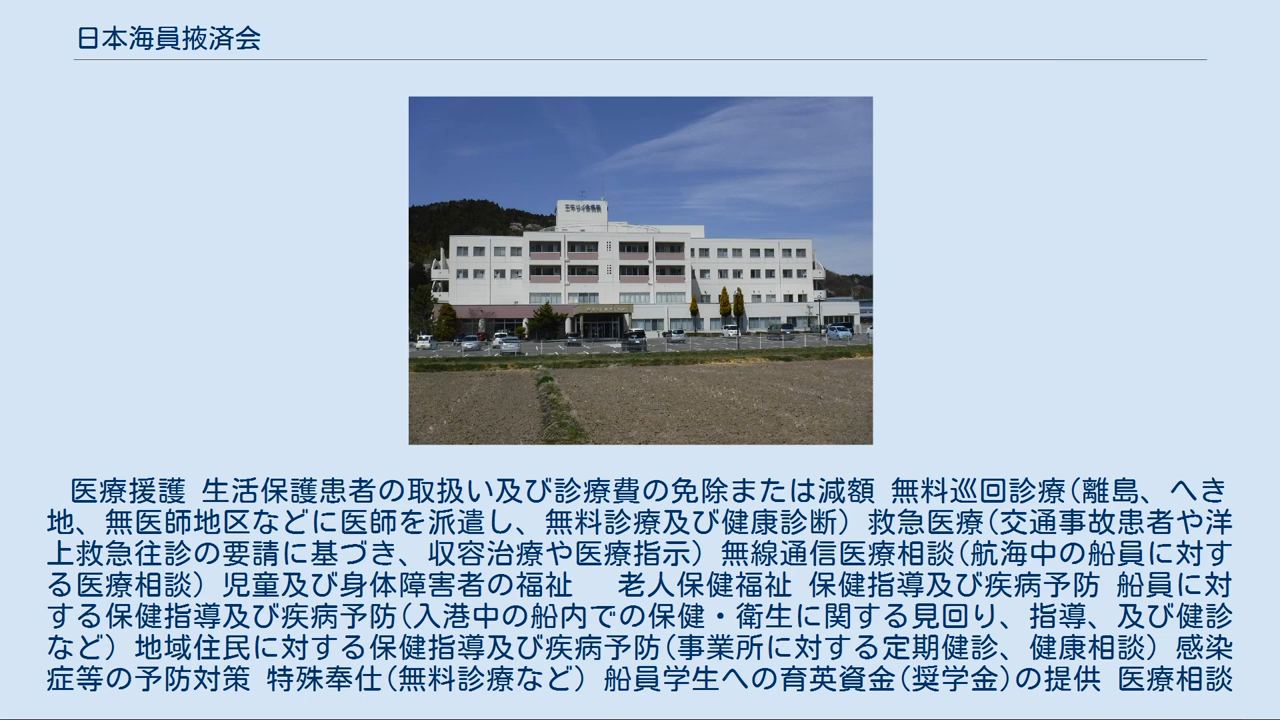 日本海員掖済会
医療援護 生活保護患者の取扱い及び診療費の免除または減額 無料巡回診療(離島、へき
地、無医師地区などに医師を派遣し、無料診療及び健康診断) 救急医療(交通事故患者や洋
上救急往診の要請に基づき、収容治療や医療指示) 無線通信医療相談(航海中の船員に対す
る医療相談) 児童及び身体障害者の福祉 老人保健福祉 保健指導及び疾病予防 船員に対
する保健指導及び疾病予防(入港中の船内での保健・衛生に関する見回り、指導、及び健診
など) 地域住民に対する保健指導及び疾病予防(事業所に対する定期健診、健康相談) 感染
症等の予防対策 特殊奉仕(無料診療など) 船員学生への育英資金(奨学金)の提供 医療相談